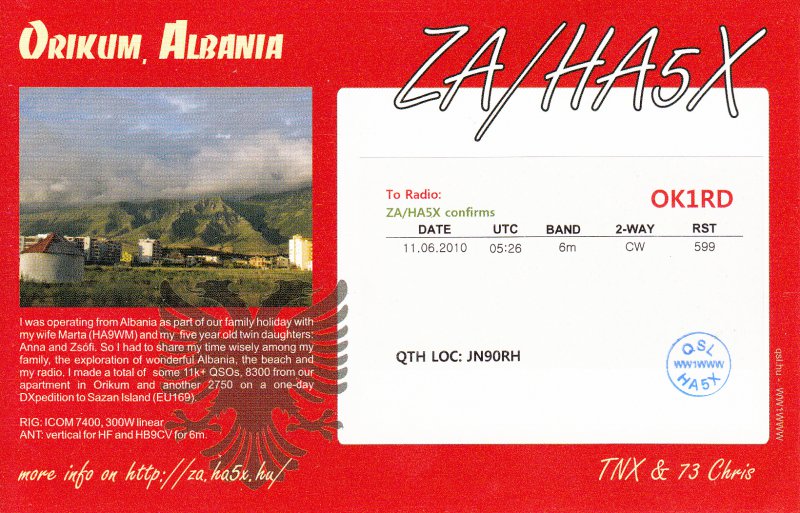 ORIKUM, ALBANIA
ZA/HA5X
To Radio:
OK1RD
ZA/HA5X confirms
DATE UTC BAND 2-WAY RST
11.06.2010 05:26 6m CW 599
QTH LOC: JN90RH
QSL
WW1WWW
HA5X
qsl.hu - WW1WWW
I was operating from Albania as part of our family holiday with
my wife Marta (HA9WM) and my five year old twin daughters:
Anna and Zsófi. So I had to share my time wisely among my
family, the exploration of wonderful Albania, the beach and
my radio. I made a total of some 11k+ QSOs, 8300 from our
apartment in Orikum and another 2750 on a one-day
DXpedition to Sazan Island (EU169).
RIG: ICOM 7400, 300W linear
ANT: vertical for HF and HB9CV for 6m.
more info on http://za.ha5x.hu/
TNX & 73 Chris